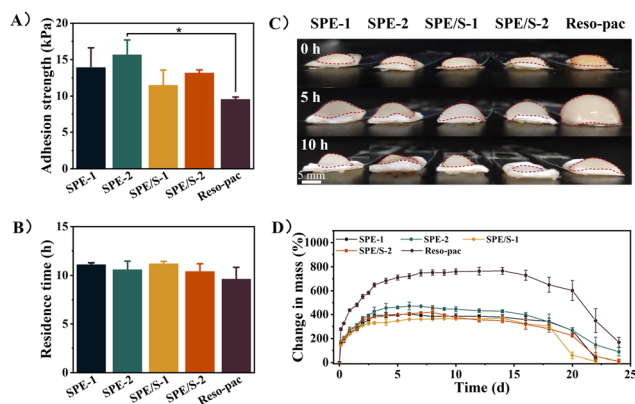 A)
Adhesion strength (kPa)
20
15
10
5
0
*
SPE-1
SPE-2
SPE/S-1
SPE/S-2
Reso-pac
B)
Residence time (h)
15
10
5
0
SPE-1
SPE-2
SPE/S-1
SPE/S-2
Reso-pac
C)
SPE-1 SPE-2 SPE/S-1 SPE/S-2 Reso-pac
0 h
5 h
10 h
5 mm
D)
Change in mass (%)
1000
800
600
400
200
0
SPE-1 SPE-2 SPE/S-1
SPE/S-2 Reso-pac
0 5 10 15 20 25
Time (d)